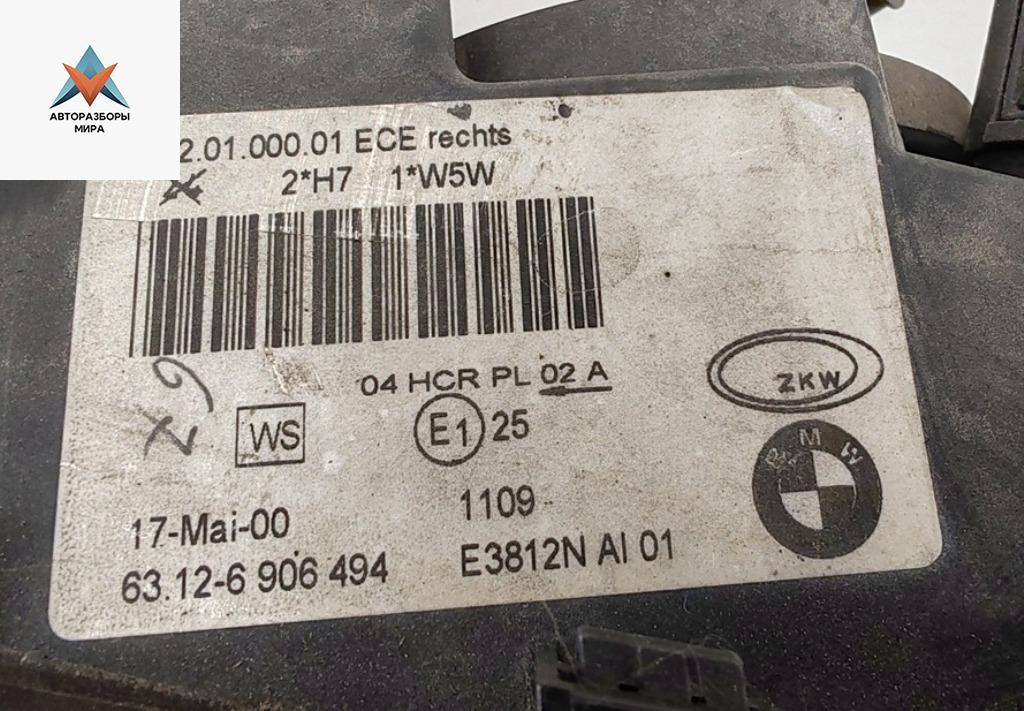 АВТОРАЗБОРЫ
МИРА
2.01.000.01 ECE rechts
2*H7 1*W5W
04 HCR PL 02 A
ZKW
WS
E1 25
BMW
17-Mai-00
1109
63.12-6 906 494
E3812N AI 01